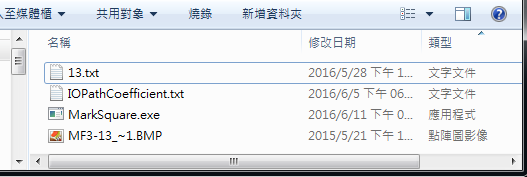 入至媒體櫃 ▼ 共用對象 ▼ 燒錄 新增資料夾
名稱 修改日期 類型
13.txt 2016/5/28 下午 1... 文字文件
IOPathCoefficient.txt 2016/6/5 下午 06... 文字文件
MarkSquare.exe 2016/6/11 下午 0... 應用程式
MF3-13_~1.BMP 2015/5/21 下午 1... 點陣圖影像